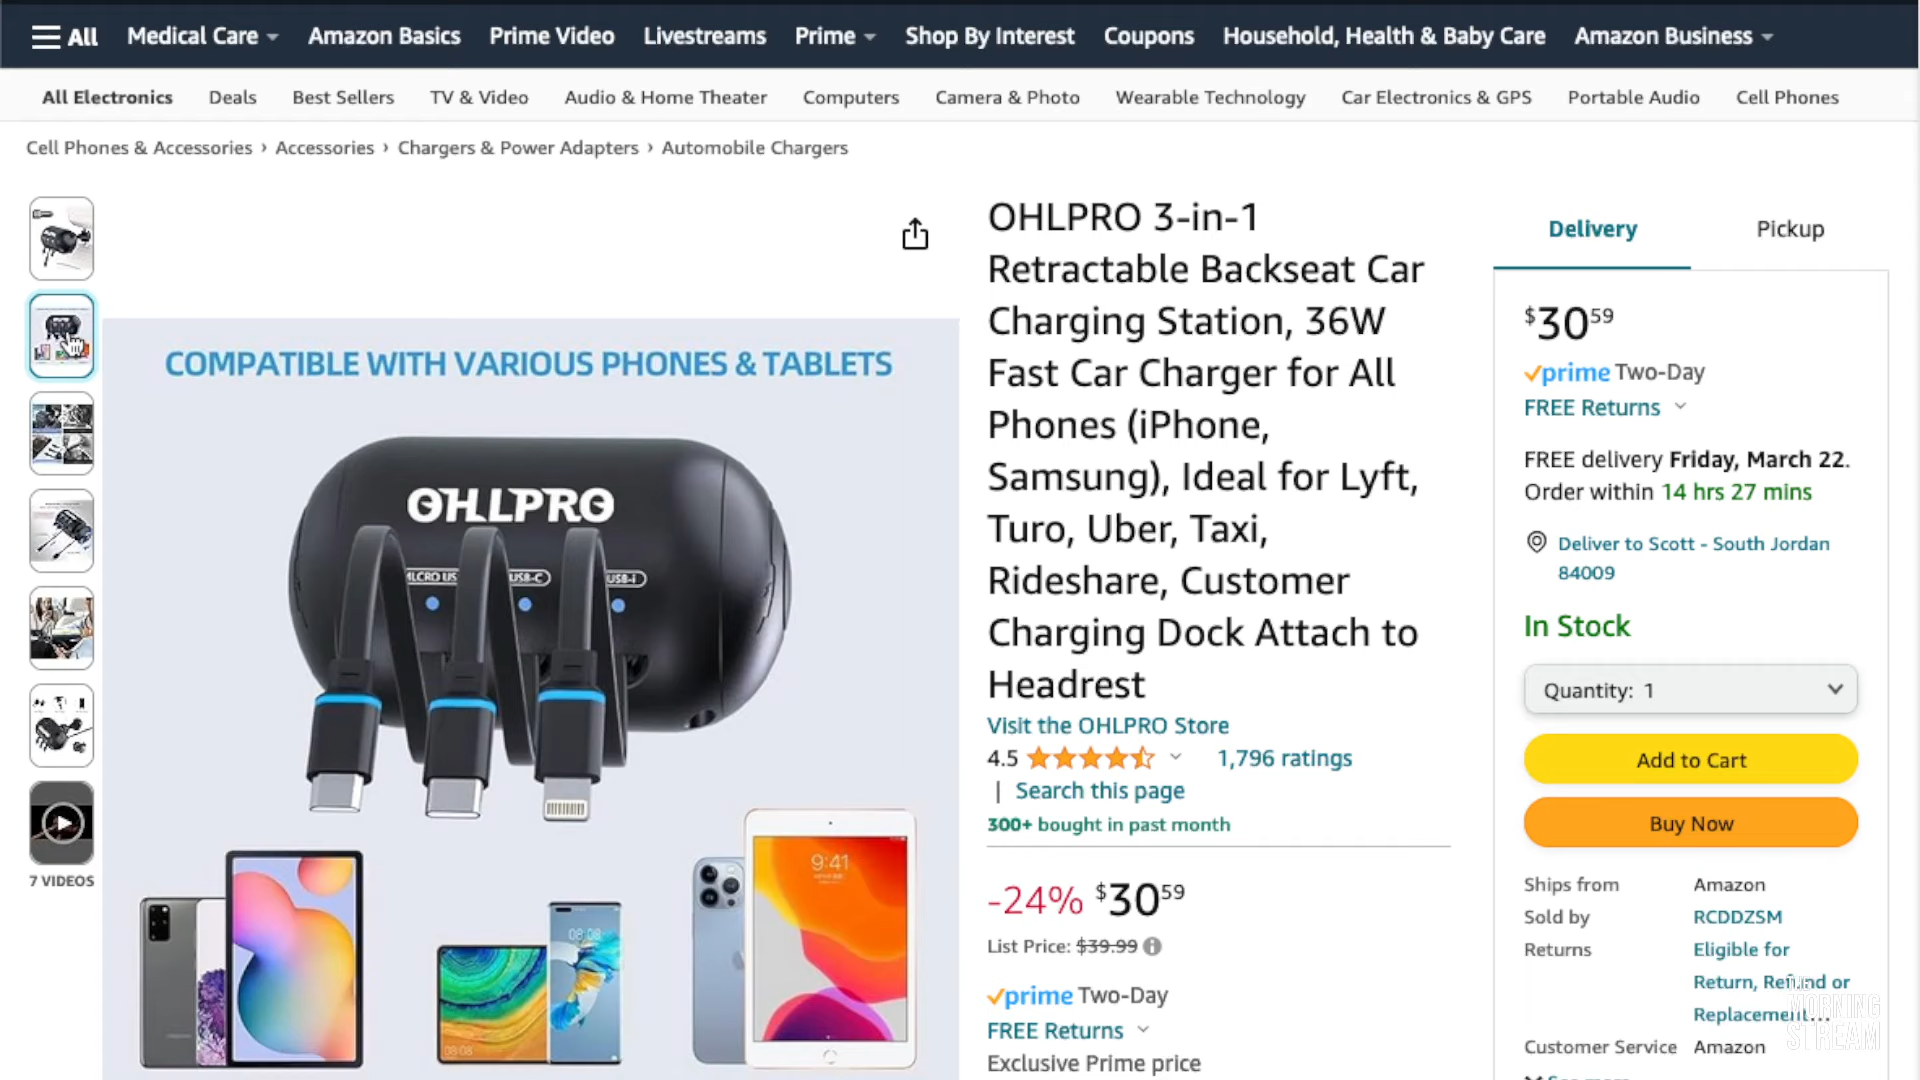 All
Medical Care
Amazon Basics
Prime Video
Livestreams
Prime
Shop By Interest
Coupons
Household, Health & Baby Care
Amazon Business
All Electronics
Deals
Best Sellers
TV & Video
Audio & Home Theater
Computers
Camera & Photo
Wearable Technology
Car Electronics & GPS
Portable Audio
Cell Phones
Cell Phones & Accessories › Accessories › Chargers & Power Adapters › Automobile Chargers
7 VIDEOS
COMPATIBLE WITH VARIOUS PHONES & TABLETS
OHLPRO
USB-C
USB-i
9:41
08:08
08:08
OHLPRO 3-in-1
Retractable Backseat Car
Charging Station, 36W
Fast Car Charger for All
Phones (iPhone,
Samsung), Ideal for Lyft,
Turo, Uber, Taxi,
Rideshare, Customer
Charging Dock Attach to
Headrest
Visit the OHLPRO Store
4.5
1,796 ratings
| Search this page
300+ bought in past month
-24% $30 59
List Price: $39.99
prime Two-Day
FREE Returns
Exclusive Prime price
Delivery
Pickup
$30 59
prime Two-Day
FREE Returns
FREE delivery Friday, March 22.
Order within 14 hrs 27 mins
Deliver to Scott - South Jordan
84009
In Stock
Quantity: 1
Add to Cart
Buy Now
Ships from Amazon
Sold by RCDDZSM
Returns Eligible for
Return, Refund or
Replacement...
Customer Service Amazon
THE
MORNING
STREAM